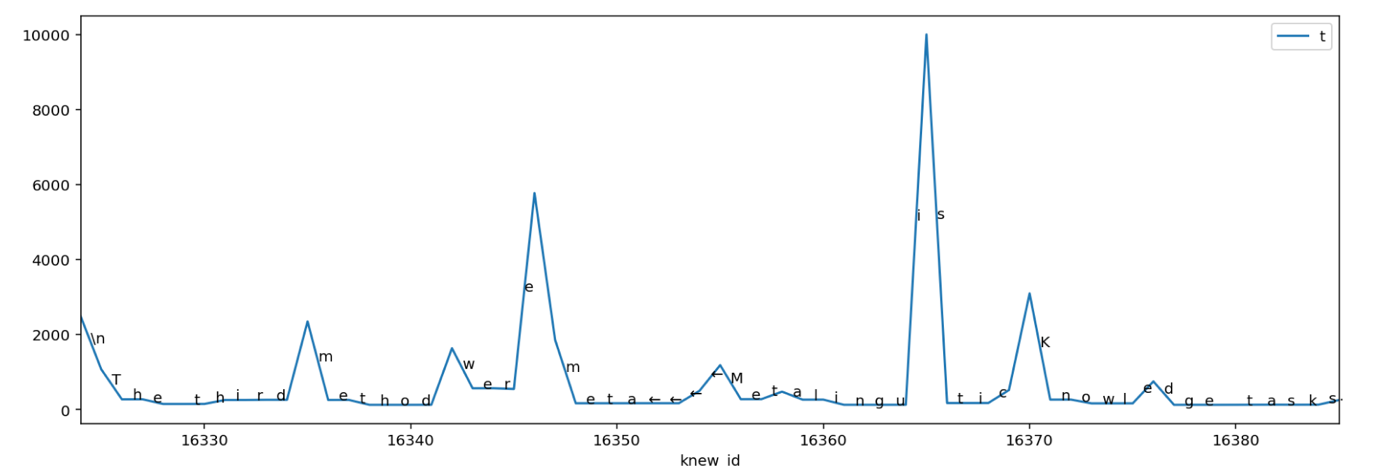 10000
8000
6000
4000
2000
0
\n T h e t h i r d m e t h o d w e r e m e t a ← ← ← ← M e t a l i n g u i s t i c K n o w l e d g e t a s k s
16330 16340 16350 16360 16370 16380
knew_id
t